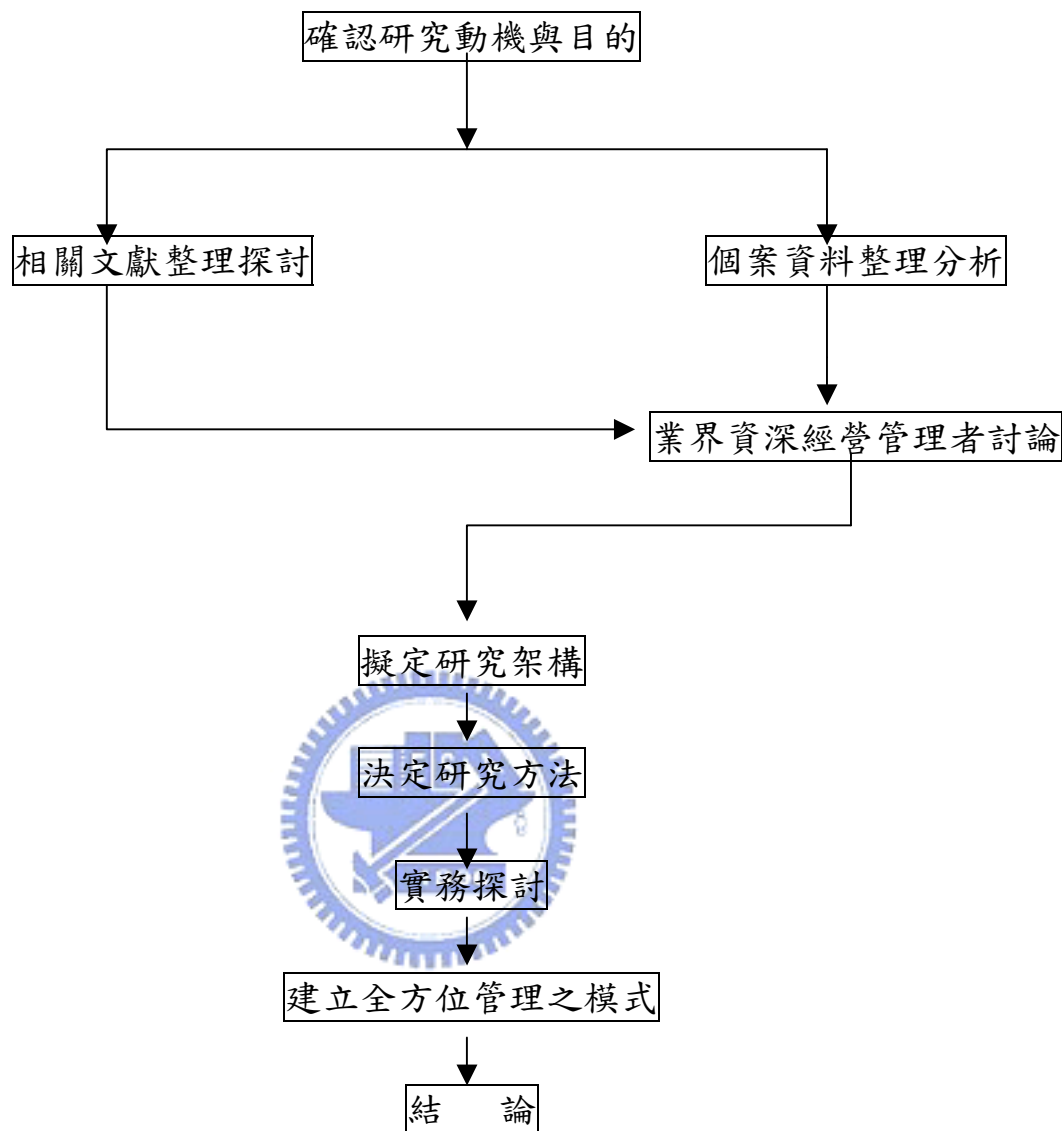 確認研究動機與目的
相關文獻整理探討
個案資料整理分析
業界資深經營管理者討論
擬定研究架構
決定研究方法
實務探討
建立全方位管理之模式
結 論